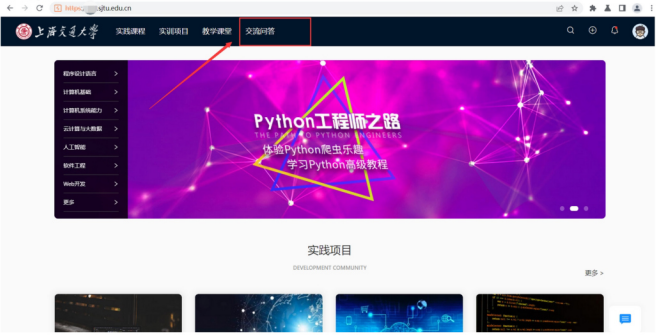 https
sjtu.edu.cn
上海交通大学 实践课程 实训项目 教学课堂 交流问答
程序设计语言
计算机基础
计算机系统能力
云计算与大数据
人工智能
软件工程
Web开发
更多
Python工程师之路
THE PATH TO PYTHON ENGINEERS
体验Python爬虫乐趣
学习Python高级教程
实践项目
DEVELOPMENT COMMUNITY
更多 >